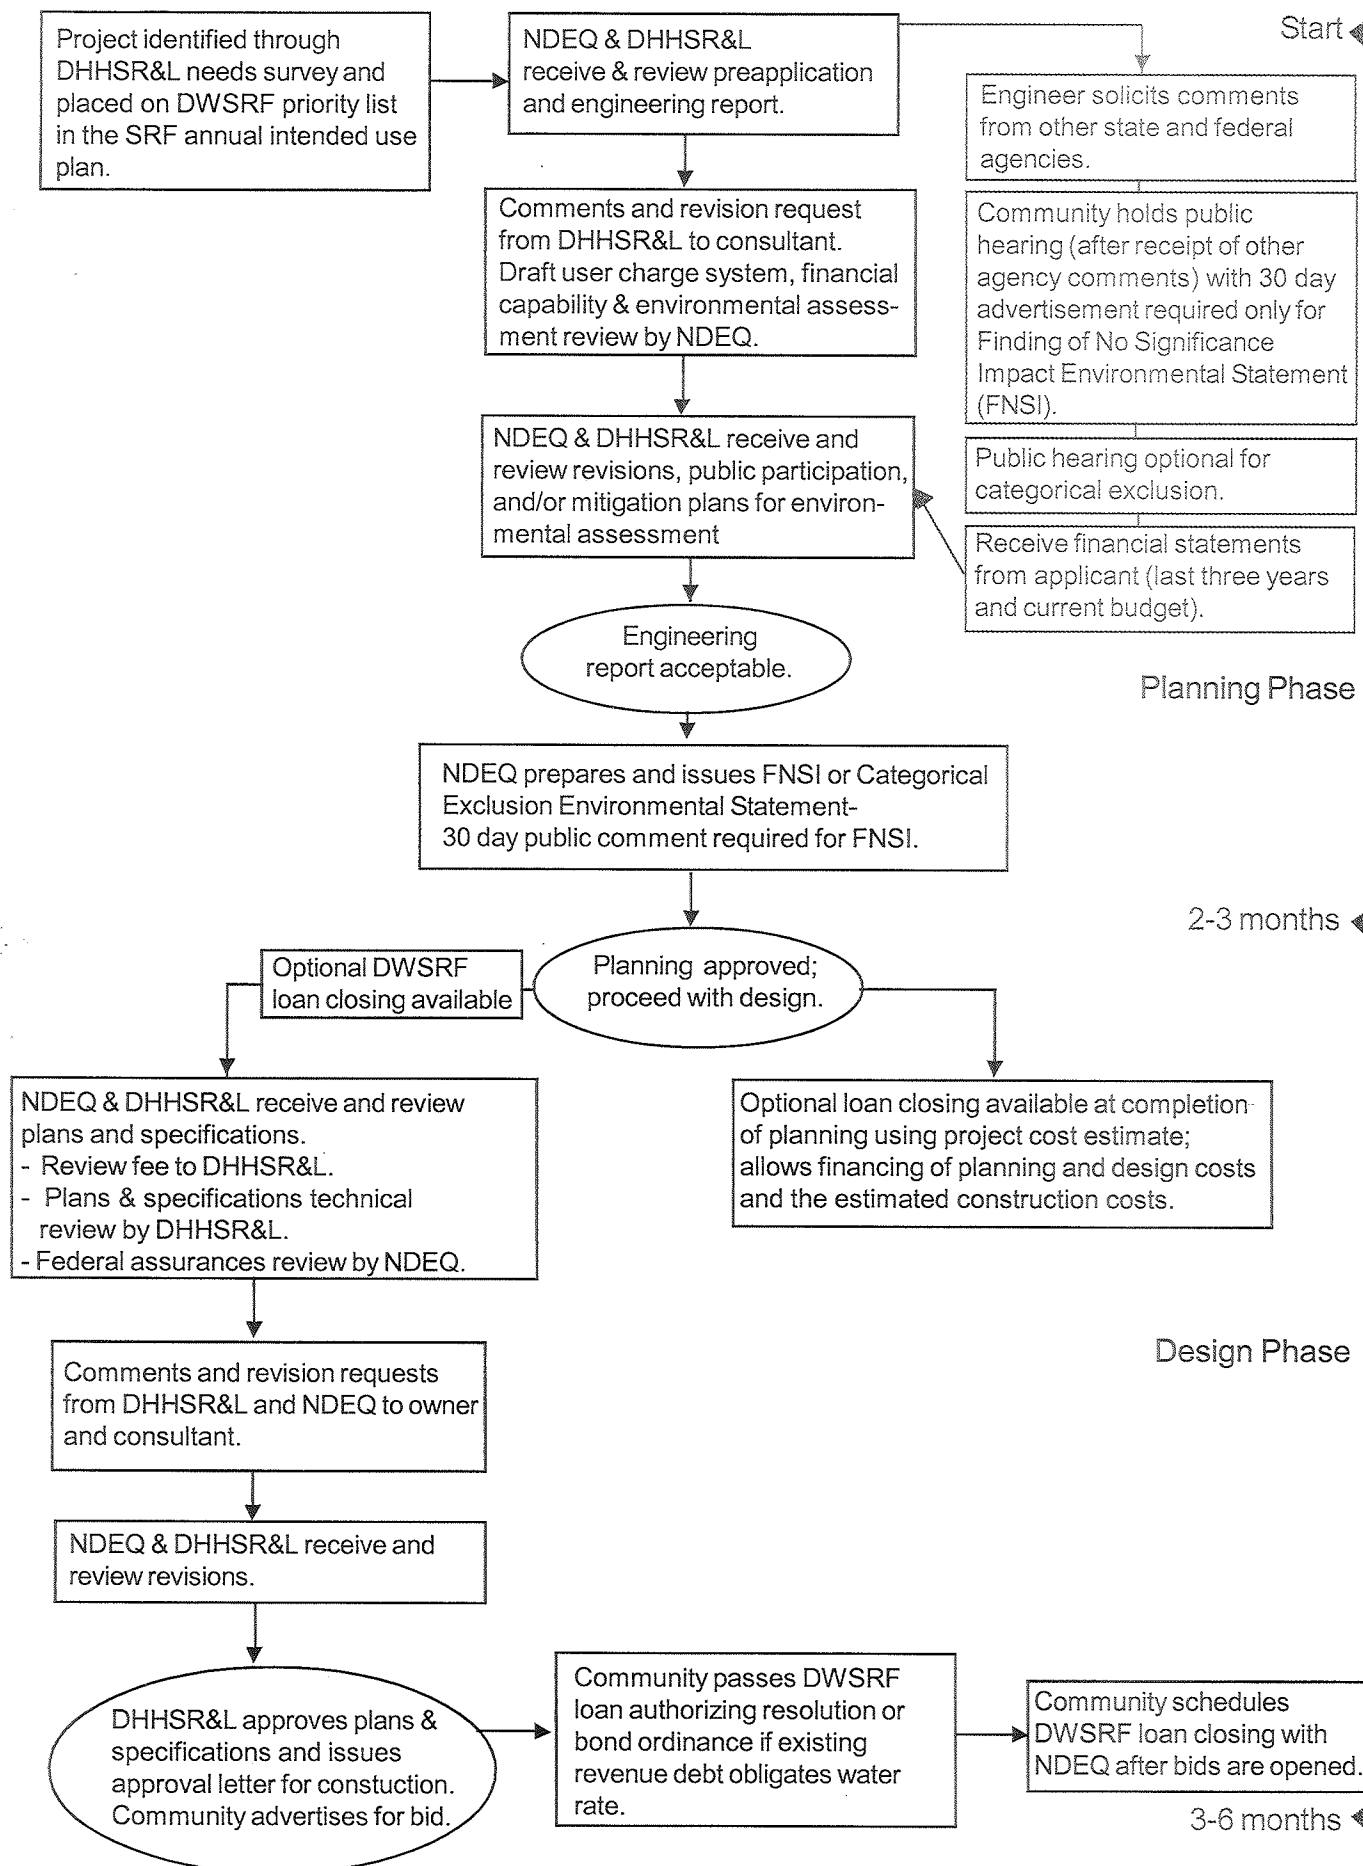 Start
Project identified through
DHHSR&L needs survey and
placed on DWSRF priority list
in the SRF annual intended use
plan.
NDEQ & DHHSR&L
receive & review preapplication
and engineering report.
Engineer solicits comments
from other state and federal
agencies.
Comments and revision request
from DHHSR&L to consultant.
Draft user charge system, financial
capability & environmental assess-
ment review by NDEQ.
Community holds public
hearing (after receipt of other
agency comments) with 30 day
advertisement required only for
Finding of No Significance
Impact Environmental Statement
(FNSI).
NDEQ & DHHSR&L receive and
review revisions, public participation,
and/or mitigation plans for environ-
mental assessment
Public hearing optional for
categorical exclusion.
Receive financial statements
from applicant (last three years
and current budget).
Engineering
report acceptable.
Planning Phase
NDEQ prepares and issues FNSI or Categorical
Exclusion Environmental Statement-
30 day public comment required for FNSI.
2-3 months
Optional DWSRF
loan closing available
Planning approved;
proceed with design.
NDEQ & DHHSR&L receive and review
plans and specifications.
- Review fee to DHHSR&L.
- Plans & specifications technical
review by DHHSR&L.
- Federal assurances review by NDEQ.
Optional loan closing available at completion
of planning using project cost estimate;
allows financing of planning and design costs
and the estimated construction costs.
Design Phase
Comments and revision requests
from DHHSR&L and NDEQ to owner
and consultant.
NDEQ & DHHSR&L receive and
review revisions.
DHHSR&L approves plans &
specifications and issues
approval letter for constuction.
Community advertises for bid.
Community passes DWSRF
loan authorizing resolution or
bond ordinance if existing
revenue debt obligates water
rate.
Community schedules
DWSRF loan closing with
NDEQ after bids are opened.
3-6 months